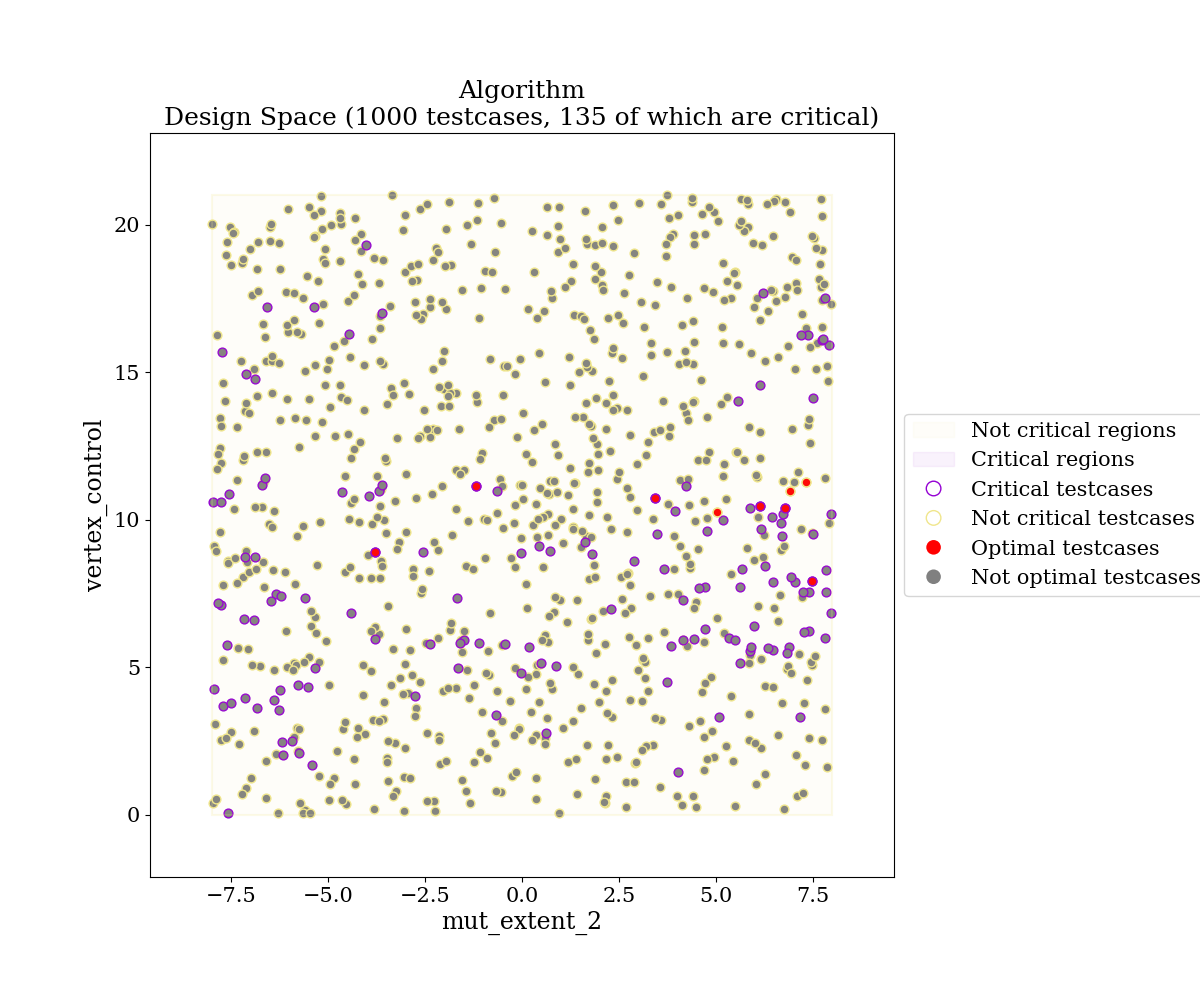 Algorithm
Design Space (1000 testcases, 135 of which are critical)
20
15
10
5
0
vertex_control
−7.5 −5.0 −2.5 0.0 2.5 5.0 7.5
mut_extent_2
Not critical regions
Critical regions
Critical testcases
Not critical testcases
Optimal testcases
Not optimal testcases